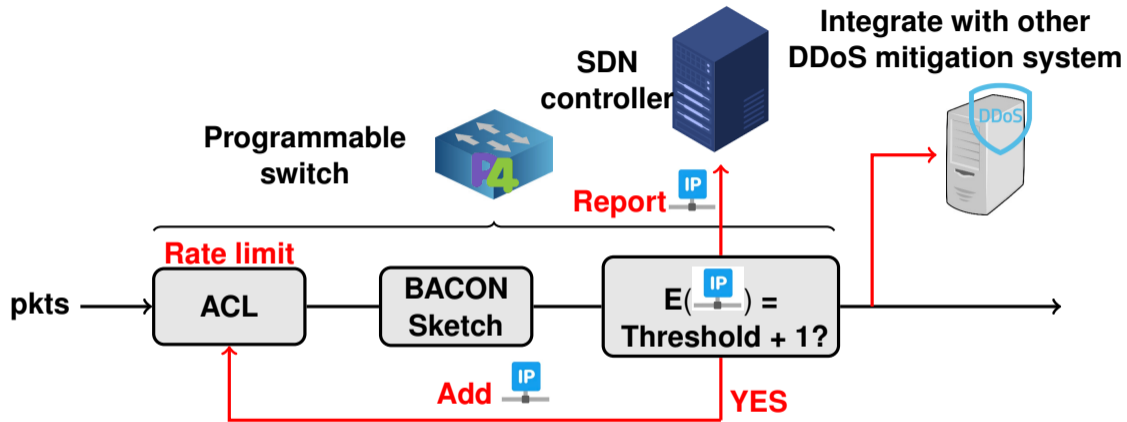 Integrate with other
DDoS mitigation system
SDN
controller
DDoS
Programmable
switch
P4
Report IP
Rate limit
pkts
ACL
BACON
Sketch
E( IP ) =
Threshold + 1?
Add IP
YES